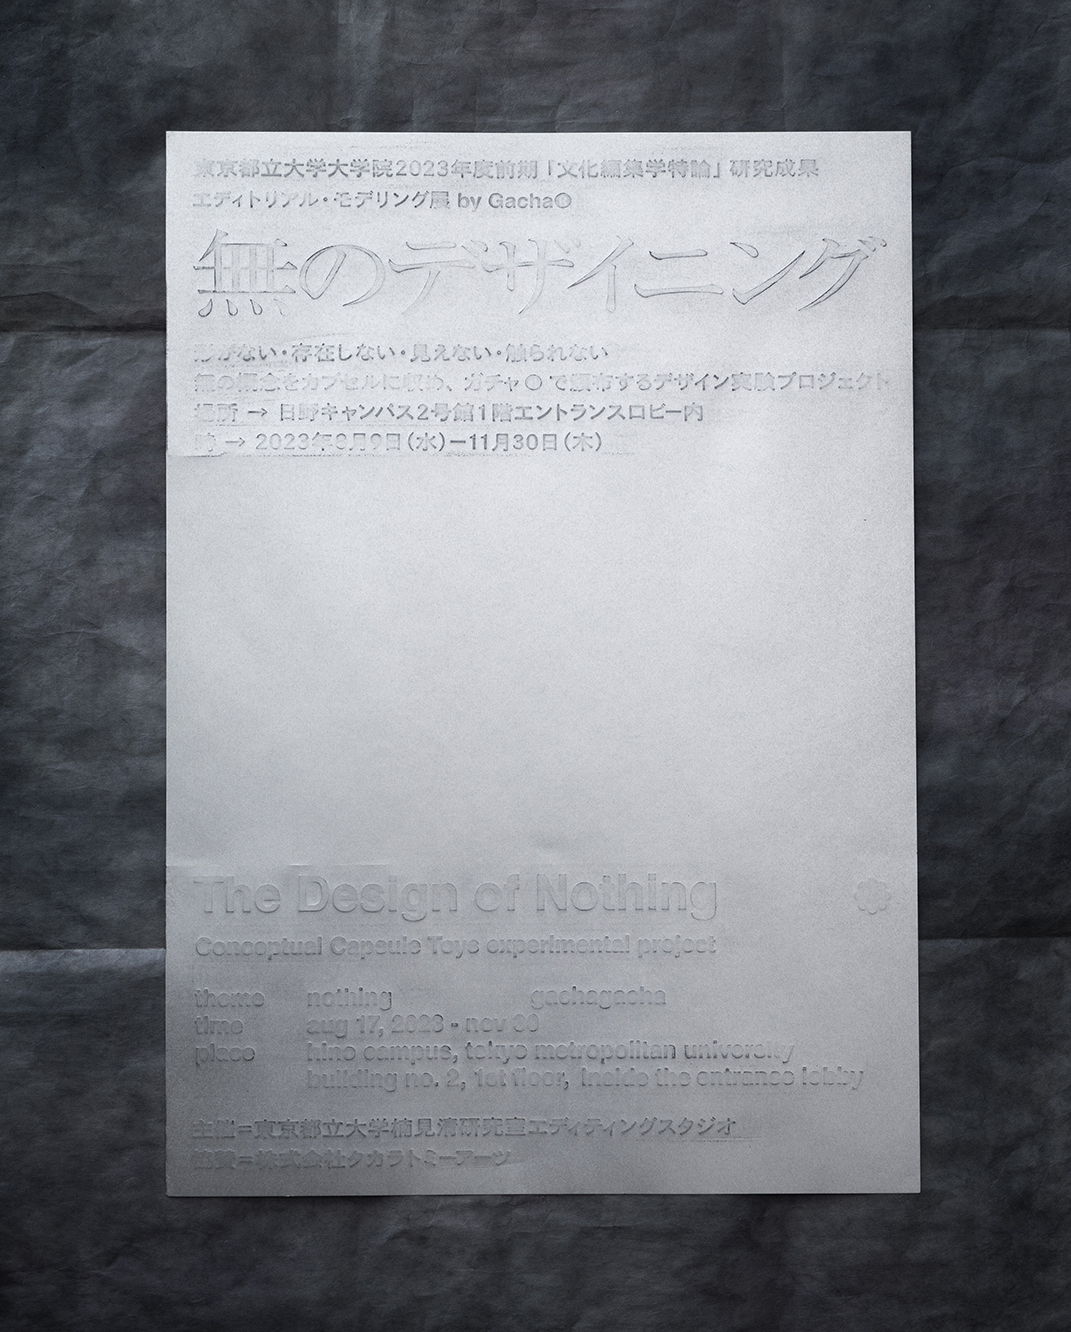 東京都立大学大学院2023年度前期「文化編集学特論」研究成果
エディトリアル・モデリング展 by Gacha◎
無のデザイニング
形がない・存在しない・見えない・触られない
無の概念をカプセルに収め、ガチャ◎で頒布するデザイン実験プロジェクト
場所 → 日野キャンパス2号館1階エントランスロビー内
時 → 2023年8月9日(水)–11月30日(木)
The Design of Nothing
Conceptual Capsule Toys experimental project
theme nothing gachagacha
time aug 17, 2023 - nov 30
place hino campus, tokyo metropolitan university
building no. 2, 1st floor, inside the entrance lobby
主催=東京都立大学楠見清研究室エディティングスタジオ
協賛=株式会社タカラトミーアーツ